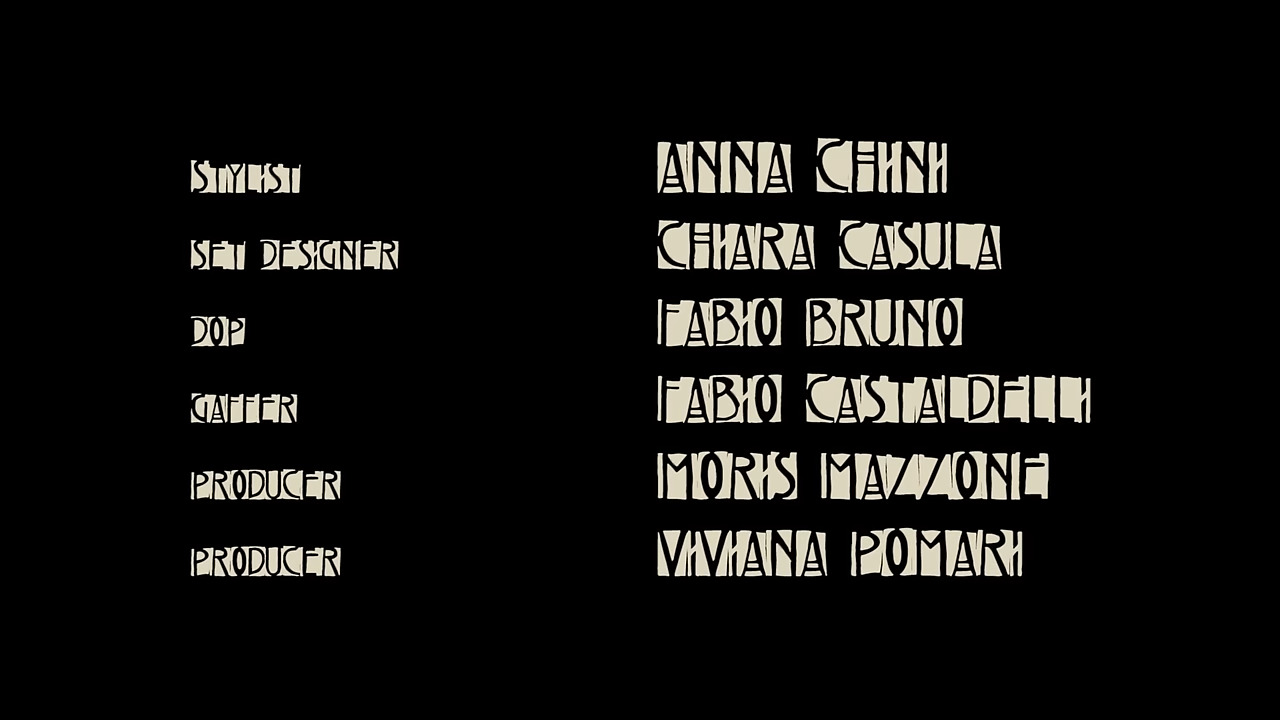 STYLIST ANNA CHINI
SET DESIGNER CHIARA CASULA
DOP FABIO BRUNO
GAFFER FABIO CASTALDELLI
PRODUCER MORIS MAZZONE
PRODUCER VIVIANA POMARI